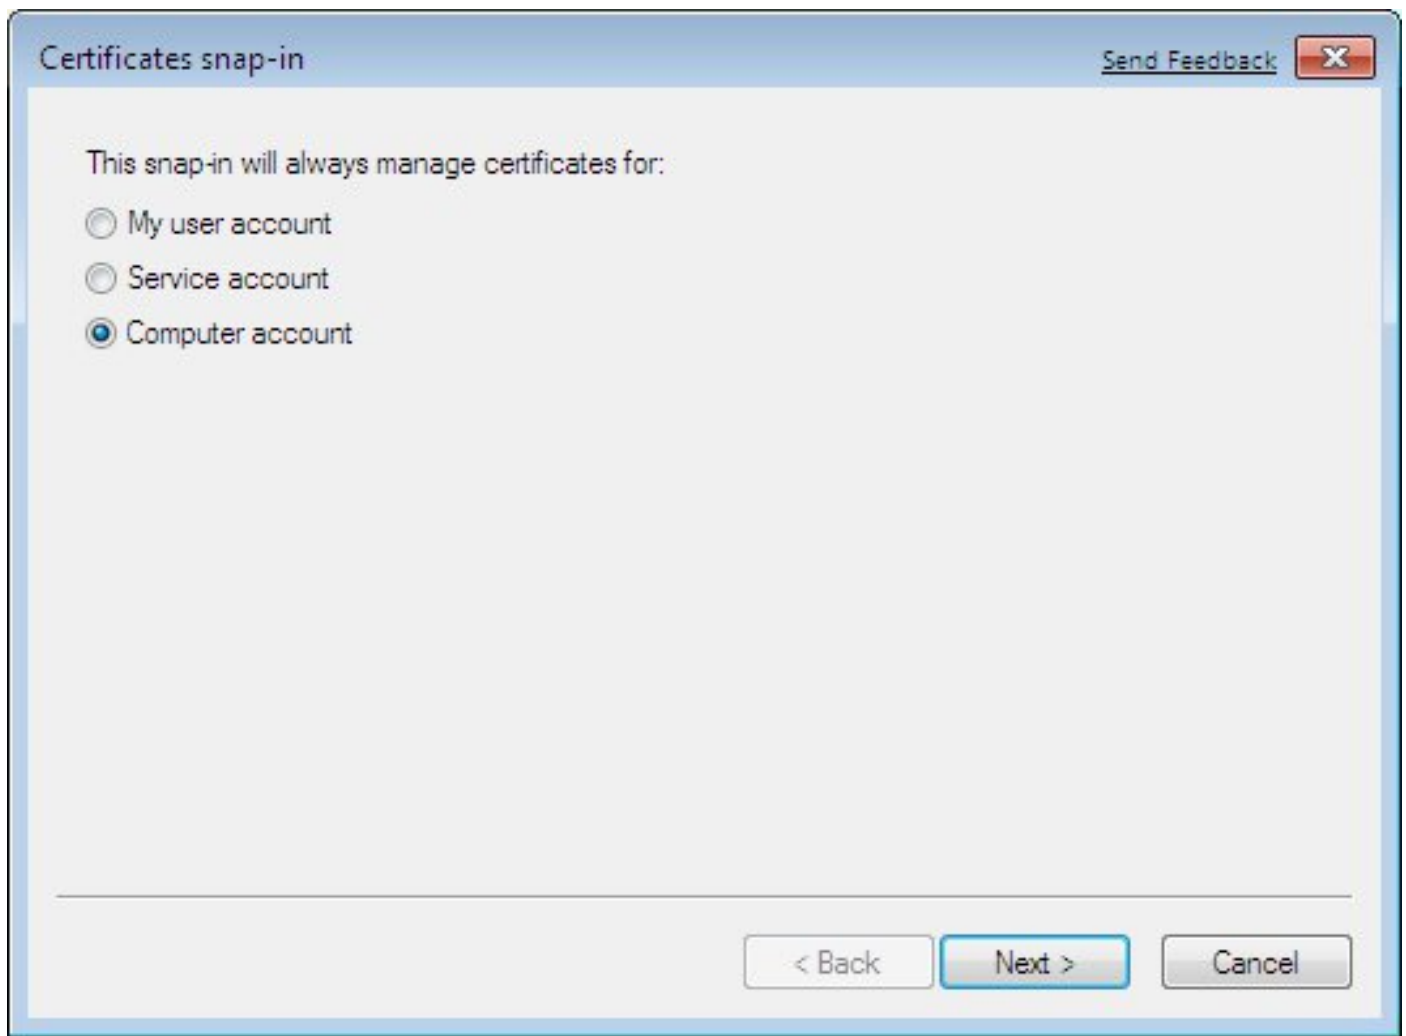 Certificates snap-in
Send Feedback
This snap-in will always manage certificates for:
My user account
Service account
Computer account
< Back
Next >
Cancel